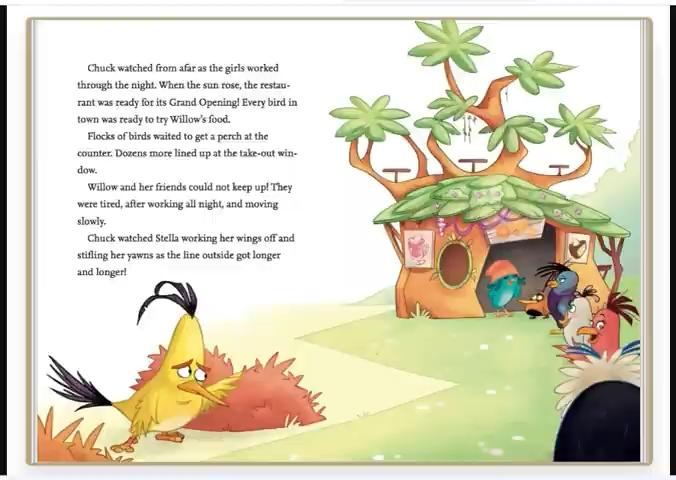 Chuck watched from afar as the girls worked
through the night. When the sun rose, the restau-
rant was ready for its Grand Opening! Every bird in
town was ready to try Willow's food.
Flocks of birds waited to get a perch at the
counter. Dozens more lined up at the take-out win-
dow.
Willow and her friends could not keep up! They
were tired, after working all night, and moving
slowly.
Chuck watched Stella working her wings off and
stifling her yawns as the line outside got longer
and longer!